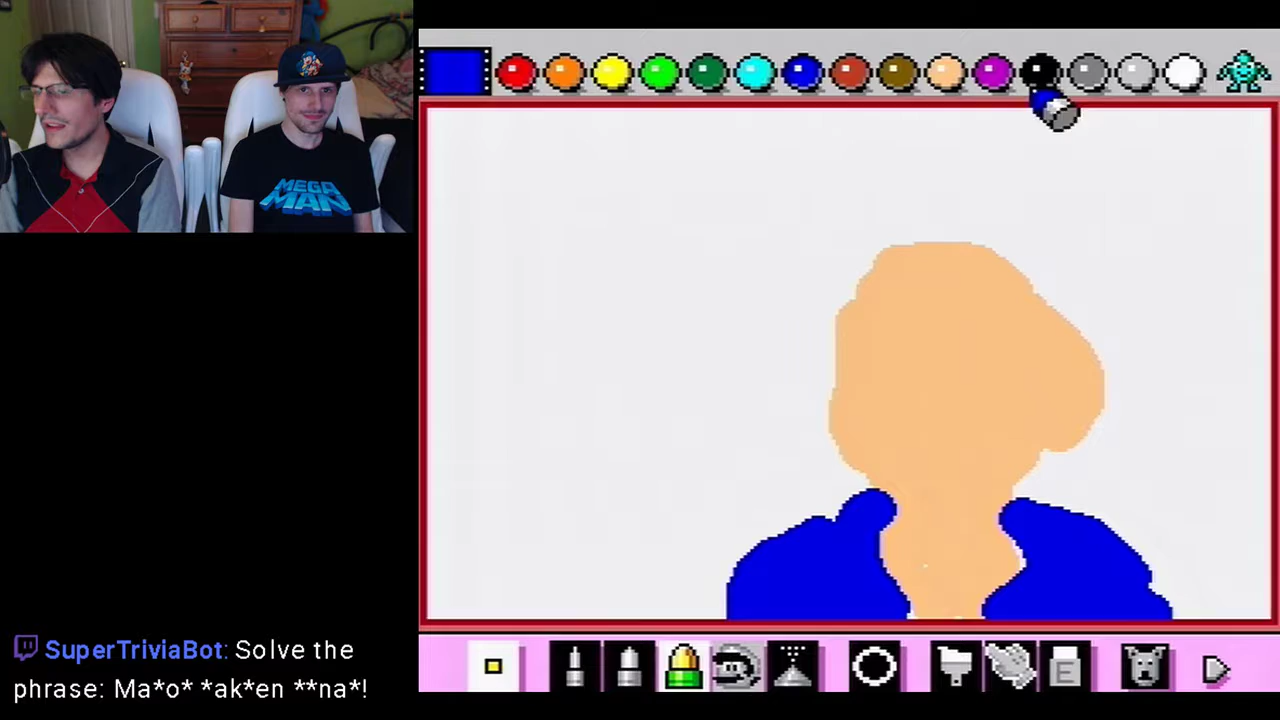 MEGA
MAN
E
SuperTriviaBot: Solve the
phrase: Ma*o* *ak*en **na*!